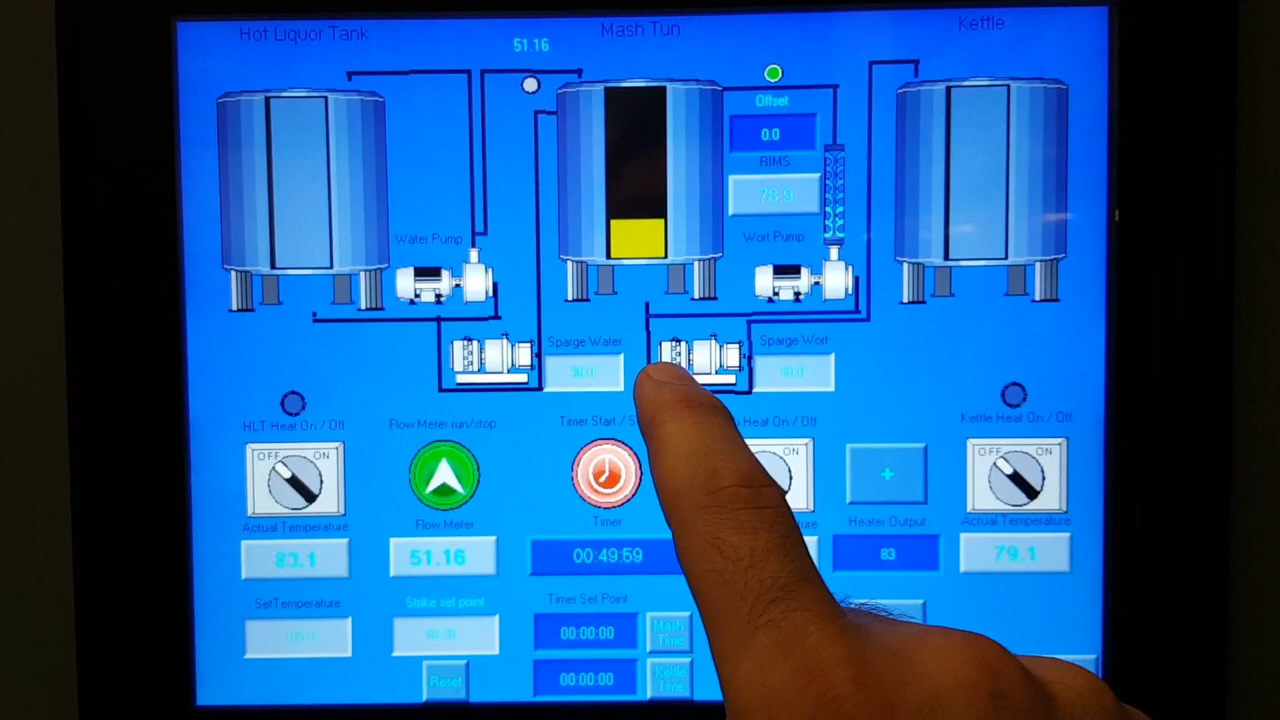 Hot Liquor Tank
Mash Tun
Kettle
51.16
Offset
0.0
RIMS
Water Pump
Wort Pump
Sparge Water
Sparge Wort
HLT Heat On / Off
Flow Meter run/stop
Timer Start / S
Heat On / Off
Kettle Heat On / Off
OFF ON
ON
OFF ON
+
Actual Temperature
Flow Meter
Timer
Heater Output
Actual Temperature
83.1
51.16
00:49:59
83
79.1
Set Temperature
Strike set point
Timer Set Point
00:00:00
Mash
Time
Reset
00:00:00
Kettle
Time